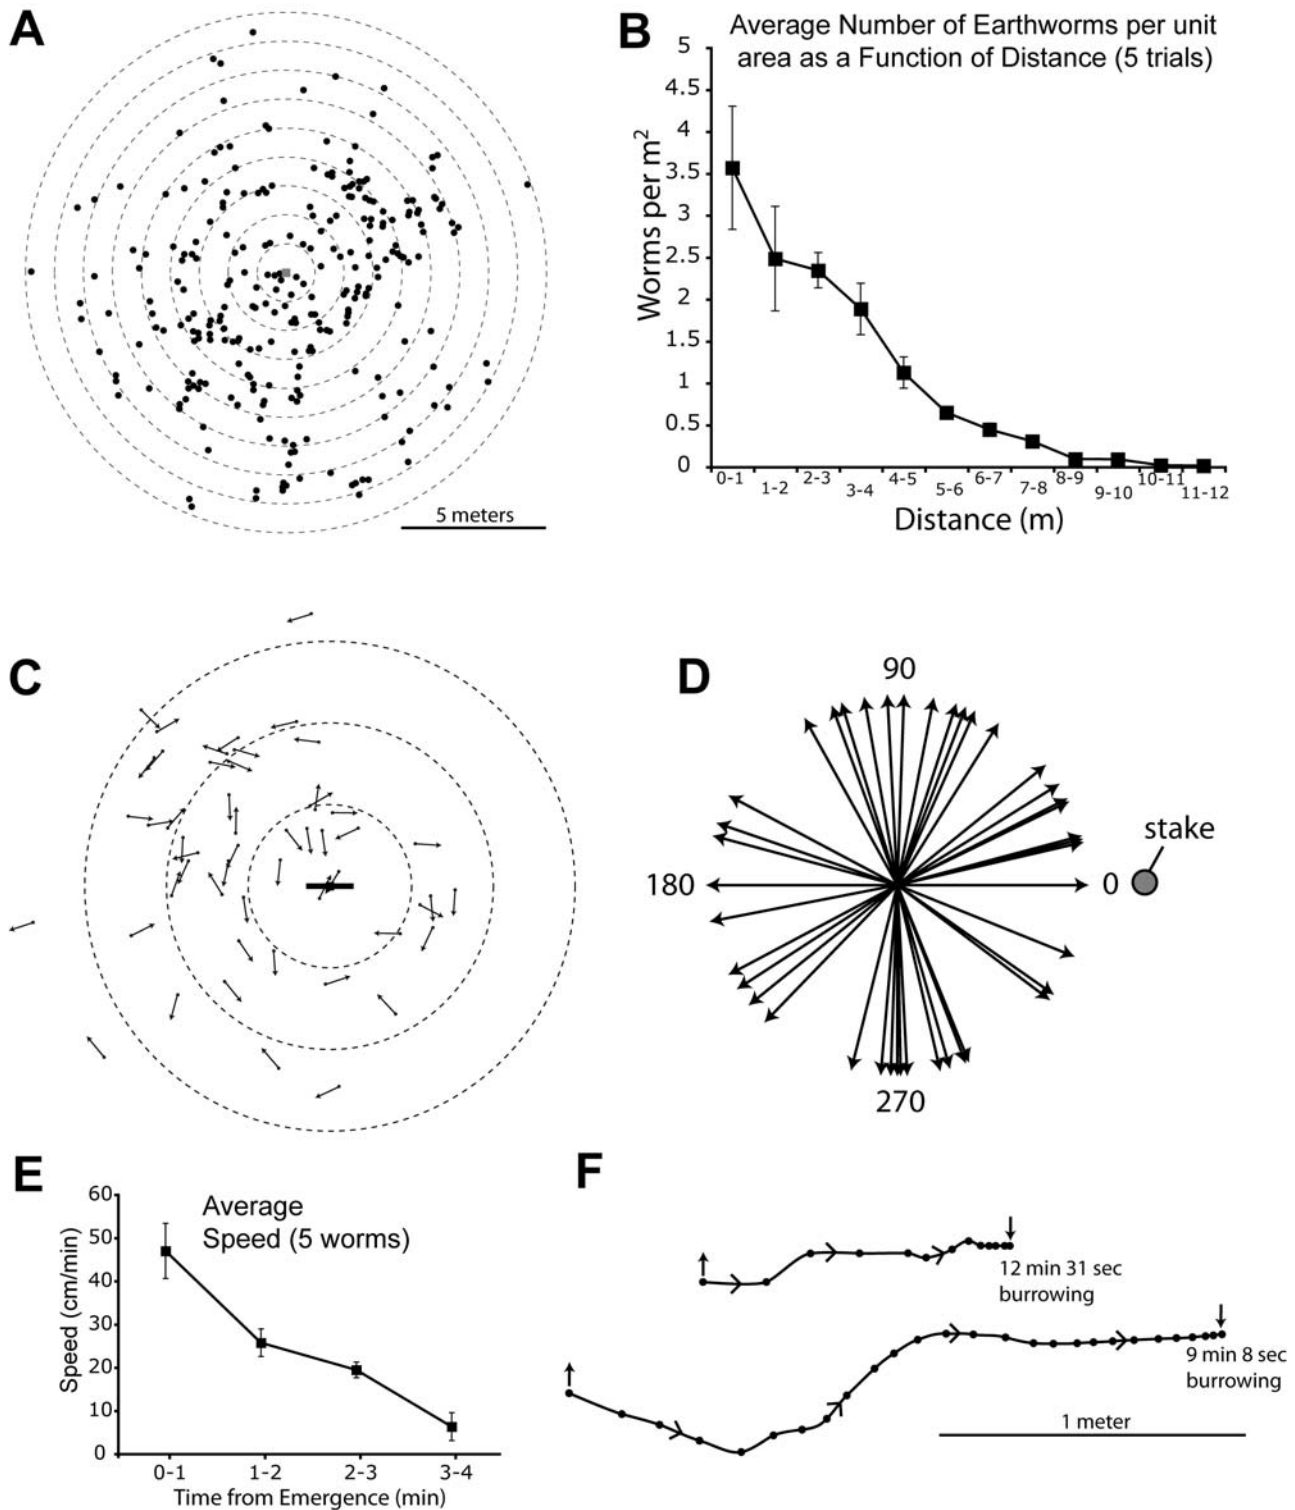 A
5 meters
B
Average Number of Earthworms per unit
area as a Function of Distance (5 trials)
Worms per m²
5
4.5
4
3.5
3
2.5
2
1.5
1
0.5
0
0-1
1-2
2-3
3-4
4-5
5-6
6-7
7-8
8-9
9-10
10-11
11-12
Distance (m)
C
D
90
stake
180
0
270
E
Average
Speed (5 worms)
Speed (cm/min)
60
50
40
30
20
10
0
0-1
1-2
2-3
3-4
Time from Emergence (min)
F
12 min 31 sec
burrowing
9 min 8 sec
burrowing
1 meter